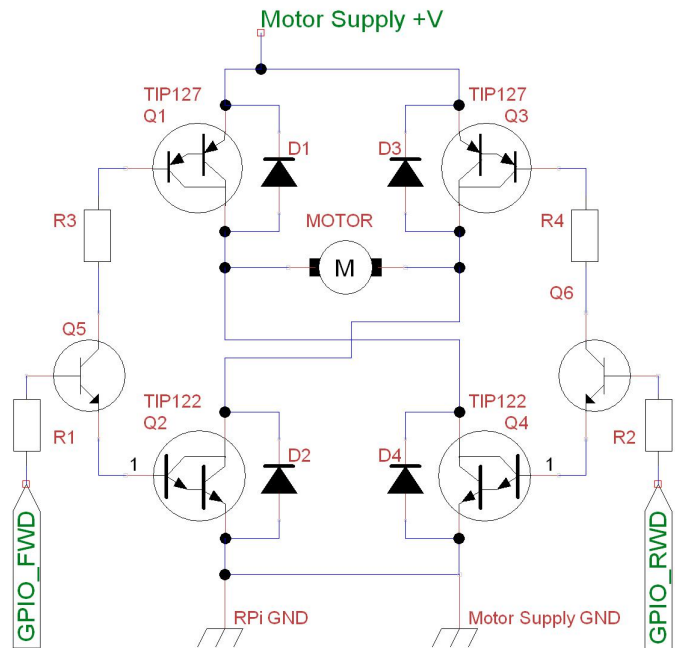 Motor Supply +V
TIP127
Q1
TIP127
Q3
D1
D3
R3
MOTOR
R4
M
Q5
Q6
TIP122
Q2
TIP122
Q4
R1
1
D2
D4
1
R2
GPIO_FWD
GPIO_RWD
RPi GND
Motor Supply GND